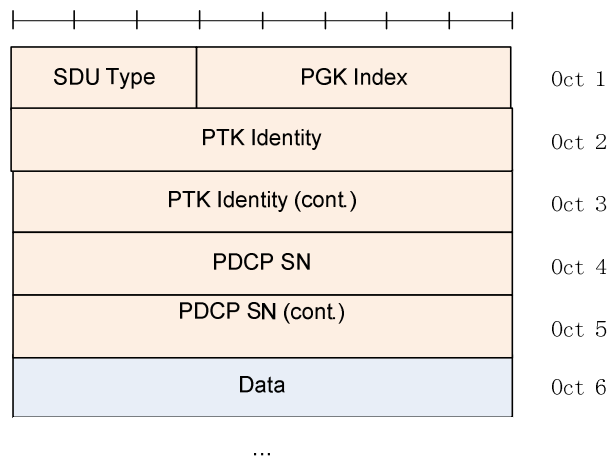 SDU Type PGK Index Oct 1
PTK Identity Oct 2
PTK Identity (cont.) Oct 3
PDCP SN Oct 4
PDCP SN (cont.) Oct 5
Data Oct 6
...